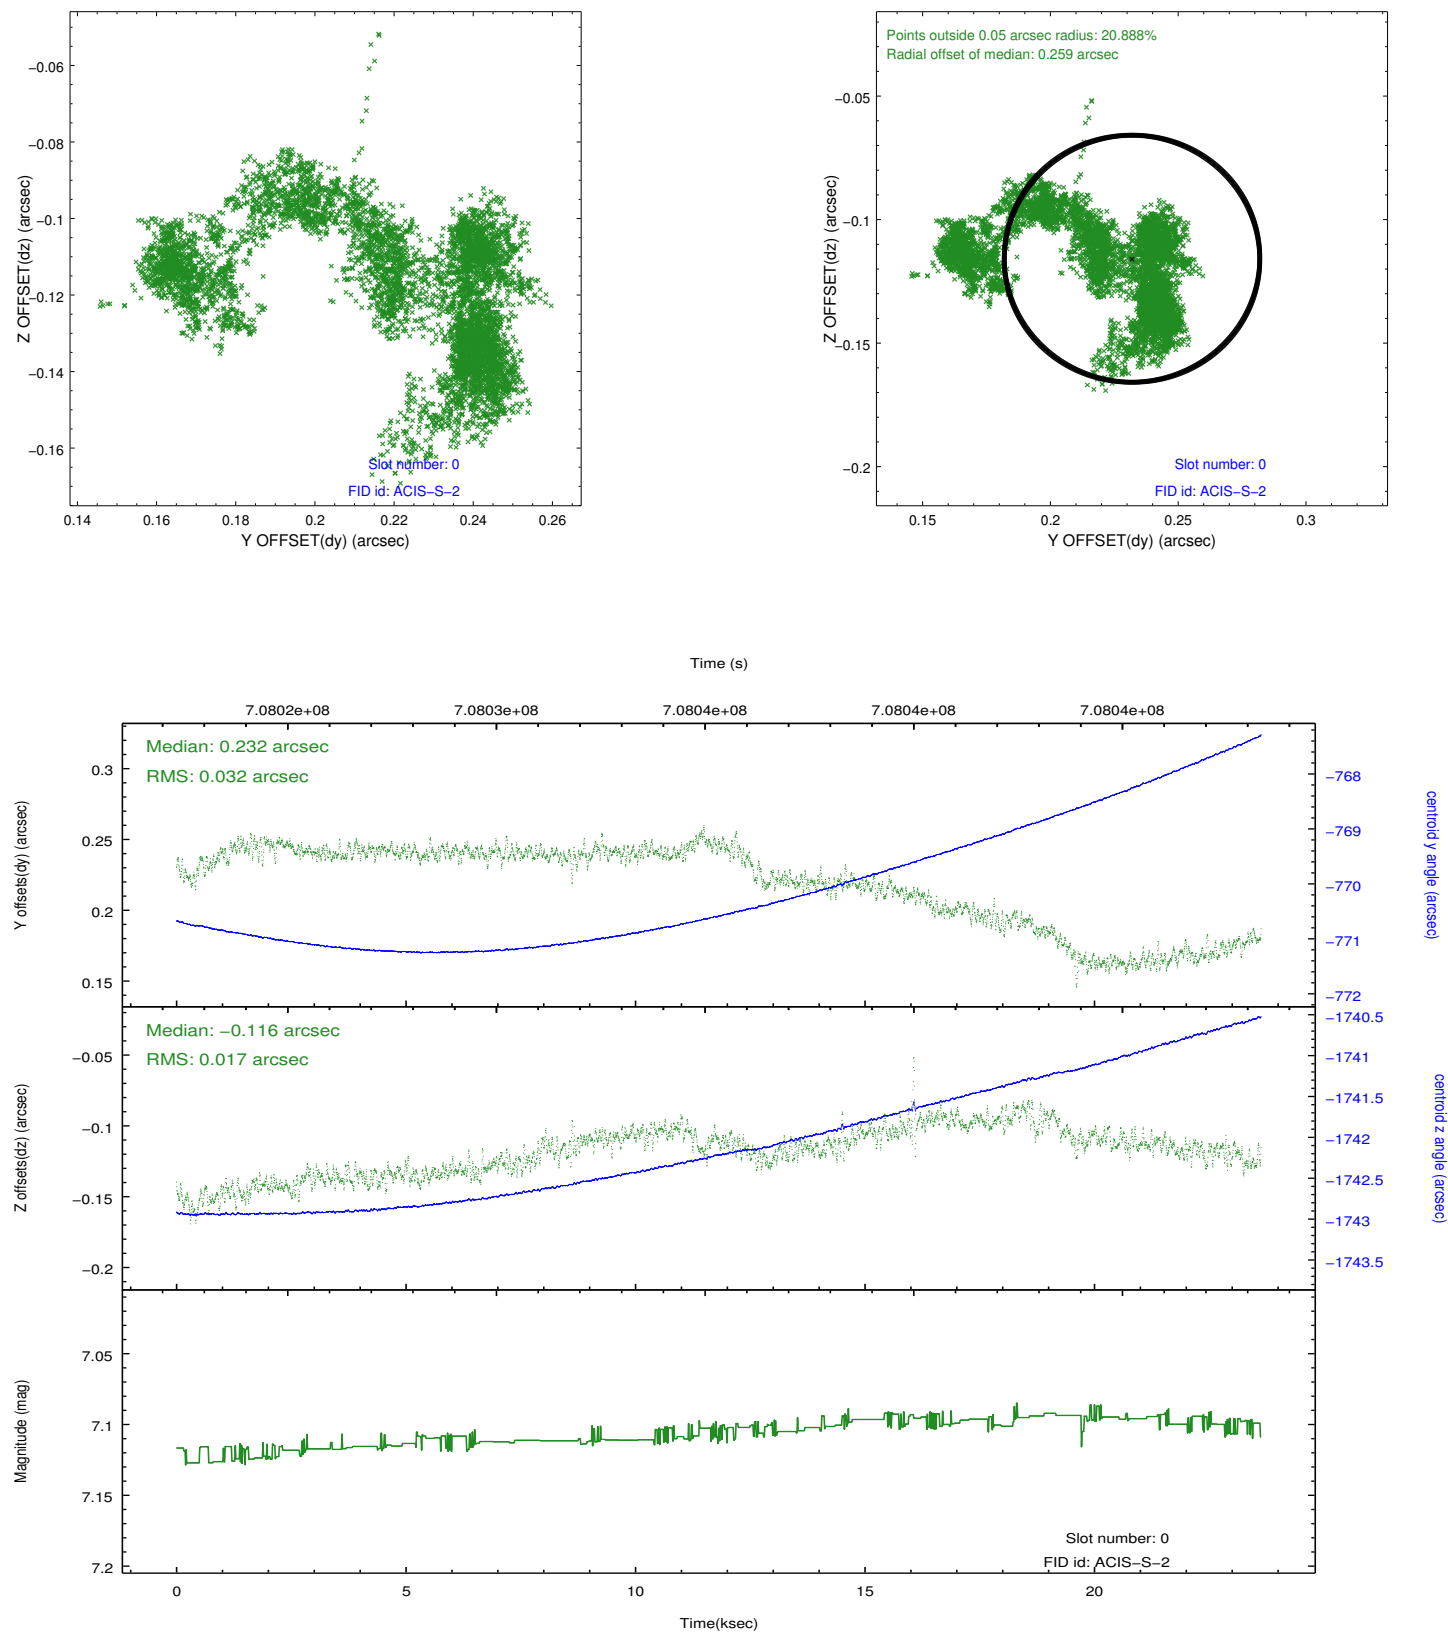 −0.06
−0.08
−0.1
−0.12
−0.14
−0.16
Z OFFSET(dz) (arcsec)
0.14 0.16 0.18 0.2 0.22 0.24 0.26
Y OFFSET(dy) (arcsec)
Slot number: 0
FID id: ACIS−S−2
Points outside 0.05 arcsec radius: 20.888%
Radial offset of median: 0.259 arcsec
−0.05
−0.1
−0.15
−0.2
Z OFFSET(dz) (arcsec)
0.15 0.2 0.25 0.3
Y OFFSET(dy) (arcsec)
Slot number: 0
FID id: ACIS−S−2
Time (s)
7.0802e+08 7.0803e+08 7.0804e+08 7.0804e+08 7.0804e+08
Median: 0.232 arcsec
RMS: 0.032 arcsec
0.3
0.25
0.2
0.15
Y offsets(dy) (arcsec)
−768
−769
−770
−771
−772
centroid y angle (arcsec)
Median: −0.116 arcsec
RMS: 0.017 arcsec
−0.05
−0.1
−0.15
−0.2
Z offsets(dz) (arcsec)
−1740.5
−1741
−1741.5
−1742
−1742.5
−1743
−1743.5
centroid z angle (arcsec)
7.05
7.1
7.15
7.2
Magnitude (mag)
Slot number: 0
FID id: ACIS−S−2
0 5 10 15 20
Time(ksec)